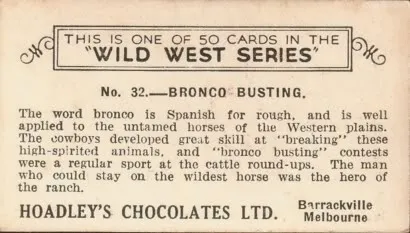 THIS IS ONE OF 50 CARDS IN THE
"WILD WEST SERIES"
No. 32.—BRONCO BUSTING.
The word bronco is Spanish for rough, and is well
applied to the untamed horses of the Western plains.
The cowboys developed great skill at "breaking" these
high-spirited animals, and "bronco busting" contests
were a regular sport at the cattle round-ups. The man
who could stay on the wildest horse was the hero of
the ranch.
HOADLEY'S CHOCOLATES LTD. Barrackville
Melbourne